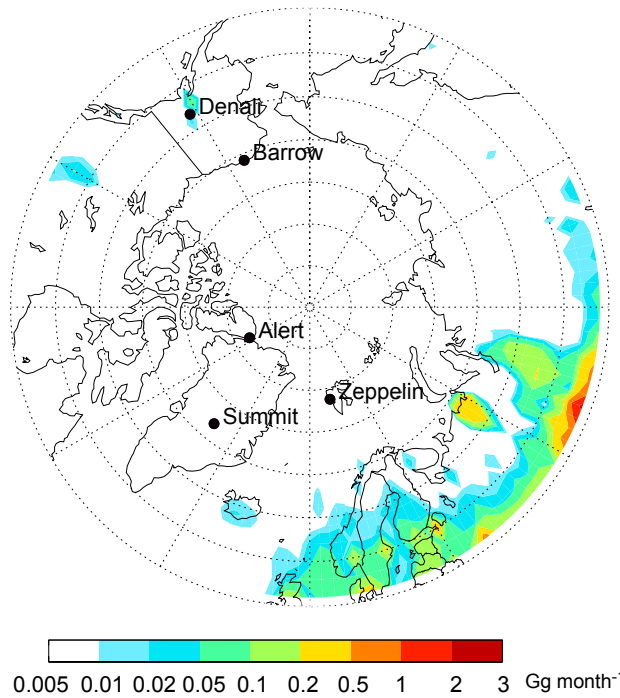 Denali
Barrow
Alert
Zeppelin
Summit
0.005 0.01 0.02 0.05 0.1 0.2 0.5 1 2 3 Gg month⁻¹